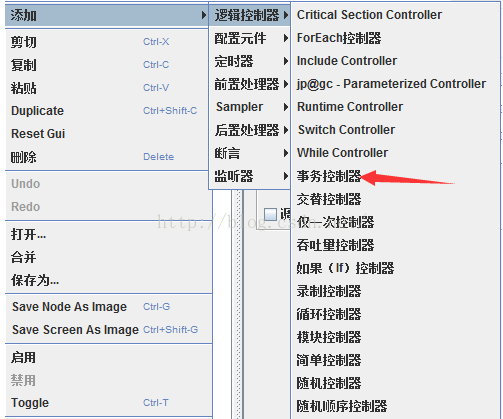 添加
剪切 Ctrl-X
复制 Ctrl-C
粘贴 Ctrl-V
Duplicate Ctrl+Shift-C
Reset Gui
删除 Delete
Undo
Redo
打开...
合并
保存为...
Save Node As Image Ctrl-G
Save Screen As Image Ctrl+Shift-G
启用
禁用
Toggle Ctrl-T
逻辑控制器
配置元件
定时器
前置处理器
Sampler
后置处理器
断言
监听器
Critical Section Controller
ForEach控制器
Include Controller
jp@gc - Parameterized Controller
Runtime Controller
Switch Controller
While Controller
事务控制器
交替控制器
仅一次控制器
吞吐量控制器
如果（If）控制器
录制控制器
循环控制器
模块控制器
简单控制器
随机控制器
随机顺序控制器